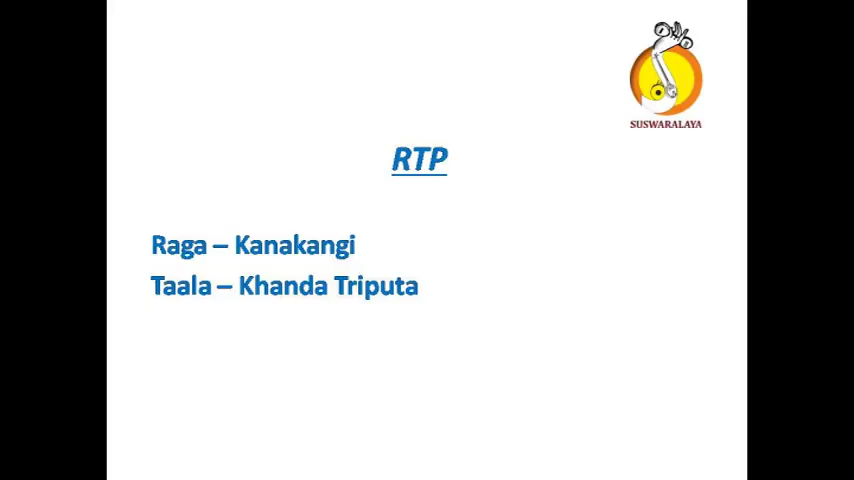 SUSWARALAYA
RTP
Raga – Kanakangi
Taala – Khanda Triputa